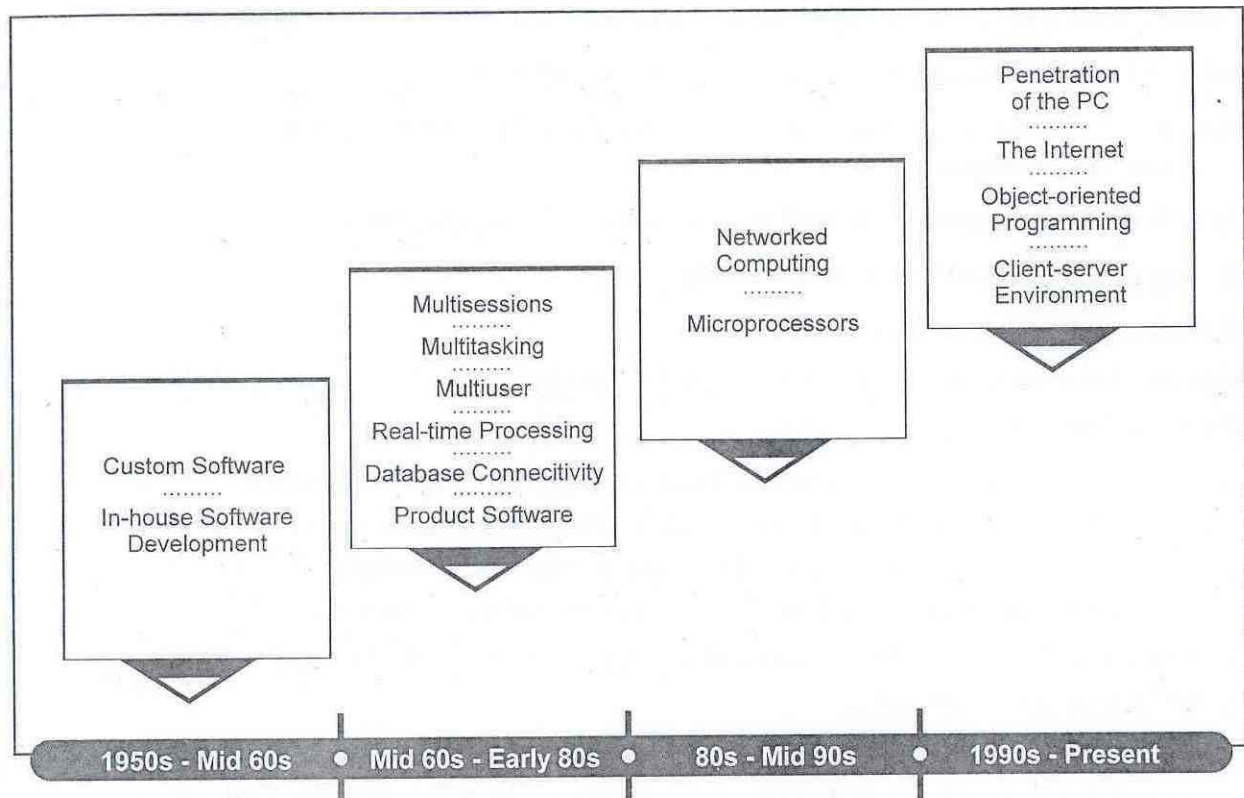 Penetration
of the PC
.........
The Internet
.........
Object-oriented
Programming
.........
Client-server
Environment
Networked
Computing
.........
Microprocessors
Multisessions
.........
Multitasking
.........
Multiuser
.........
Real-time Processing
.........
Database Connecitivity
.........
Product Software
Custom Software
.........
In-house Software
Development
1950s - Mid 60s
Mid 60s - Early 80s
80s - Mid 90s
1990s - Present